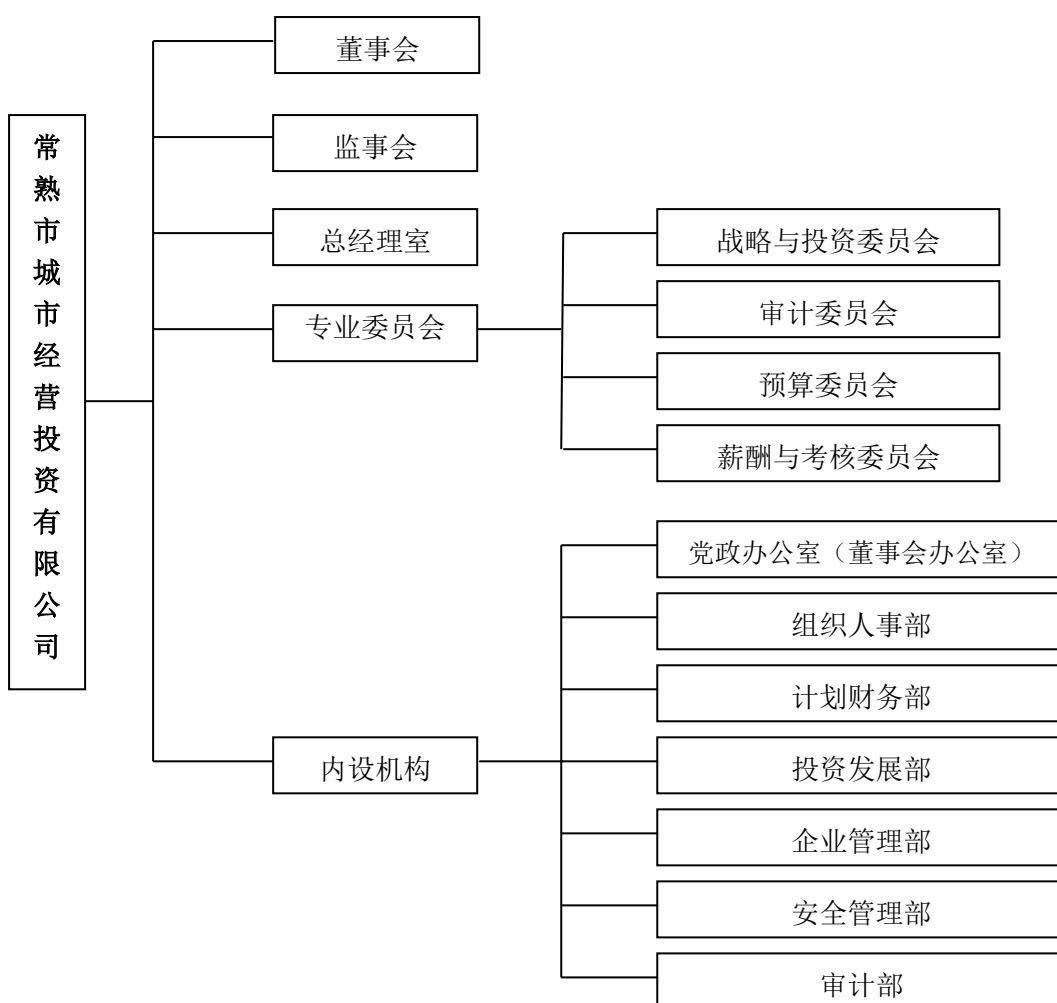 常熟市城市经营投资有限公司
董事会
监事会
总经理室
专业委员会
战略与投资委员会
审计委员会
预算委员会
薪酬与考核委员会
内设机构
党政办公室（董事会办公室）
组织人事部
计划财务部
投资发展部
企业管理部
安全管理部
审计部